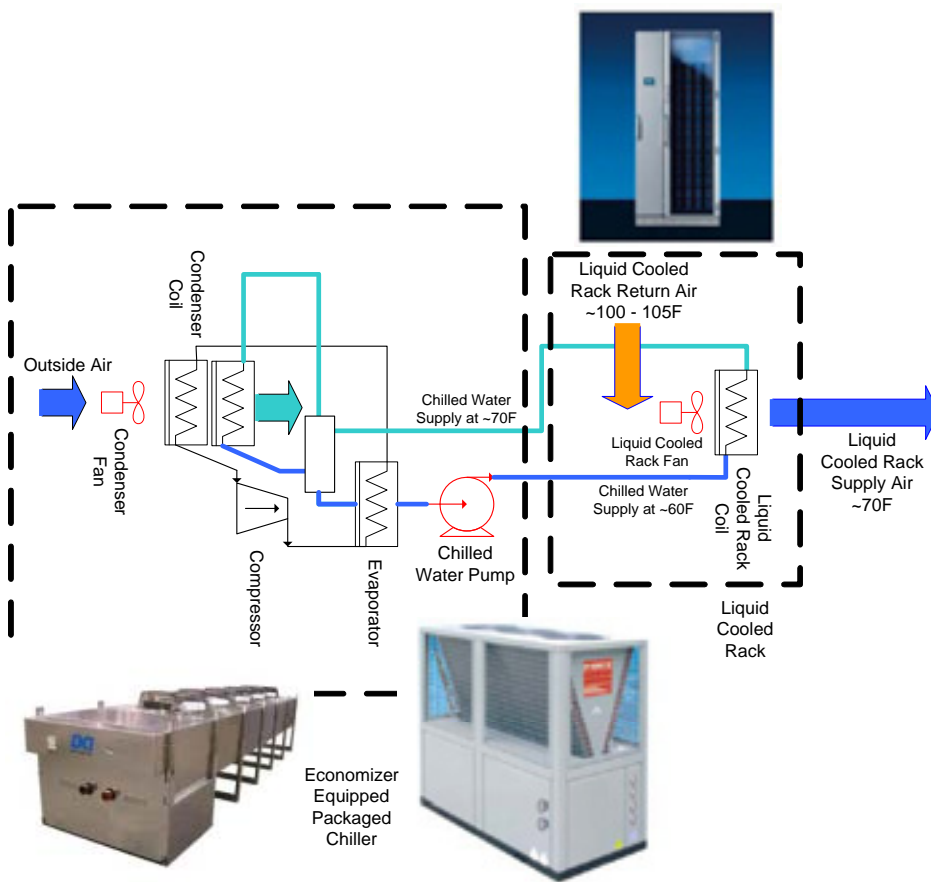 Liquid Cooled
Rack Return Air
~100 - 105F
Condenser
Coil
Outside Air
Condenser
Fan
Chilled Water
Supply at ~70F
Liquid Cooled
Rack Fan
Chilled Water
Supply at ~60F
Liquid
Cooled Rack
Coil
Liquid
Cooled Rack
Supply Air
~70F
Compressor
Evaporator
Chilled
Water Pump
Liquid
Cooled
Rack
Economizer
Equipped
Packaged
Chiller